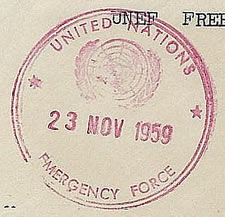 UNEF FREE
UNITED NATIONS
23 NOV 1959
EMERGENCY FORCE